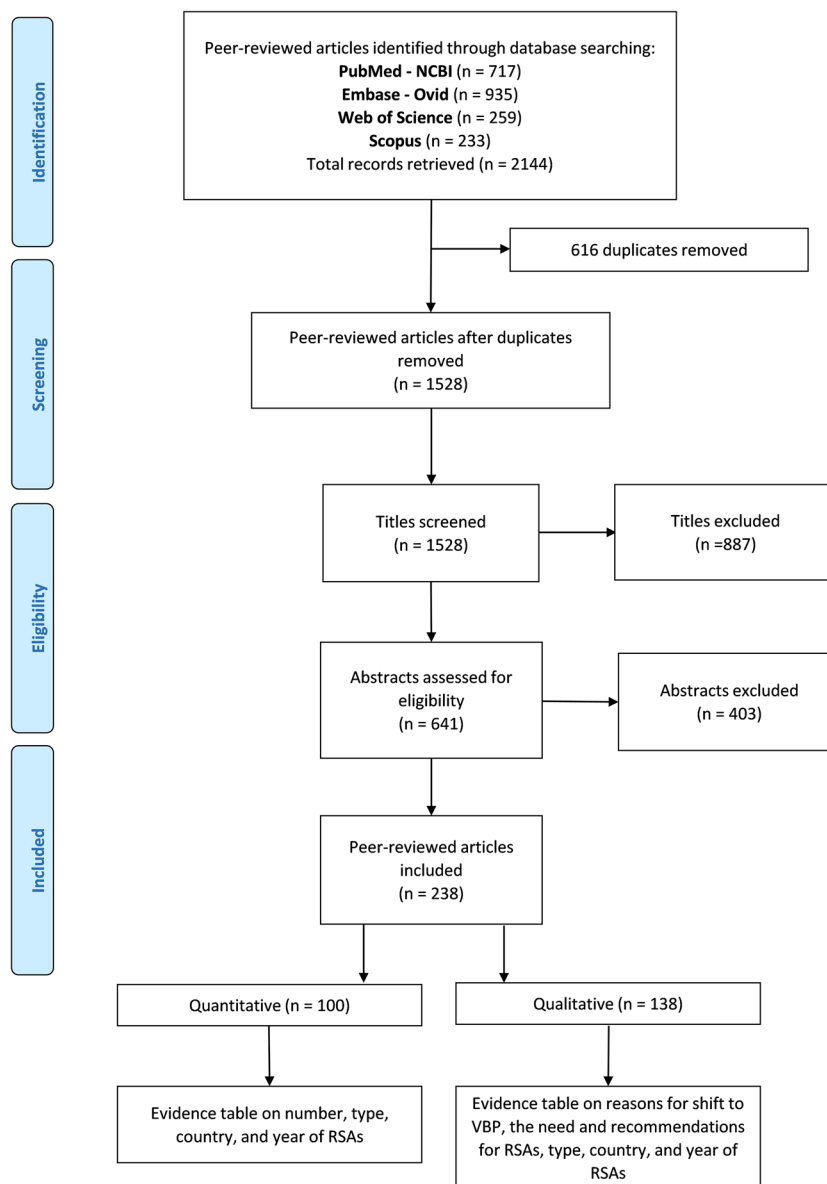 Identification
Peer-reviewed articles identified through database searching:
PubMed - NCBI (n = 717)
Embase - Ovid (n = 935)
Web of Science (n = 259)
Scopus (n = 233)
Total records retrieved (n = 2144)
616 duplicates removed
Screening
Peer-reviewed articles after duplicates
removed
(n = 1528)
Eligibility
Titles screened
(n = 1528)
Titles excluded
(n =887)
Abstracts assessed for
eligibility
(n = 641)
Abstracts excluded
(n = 403)
Included
Peer-reviewed articles
included
(n = 238)
Quantitative (n = 100)
Qualitative (n = 138)
Evidence table on number, type,
country, and year of RSAs
Evidence table on reasons for shift to
VBP, the need and recommendations
for RSAs, type, country, and year of
RSAs